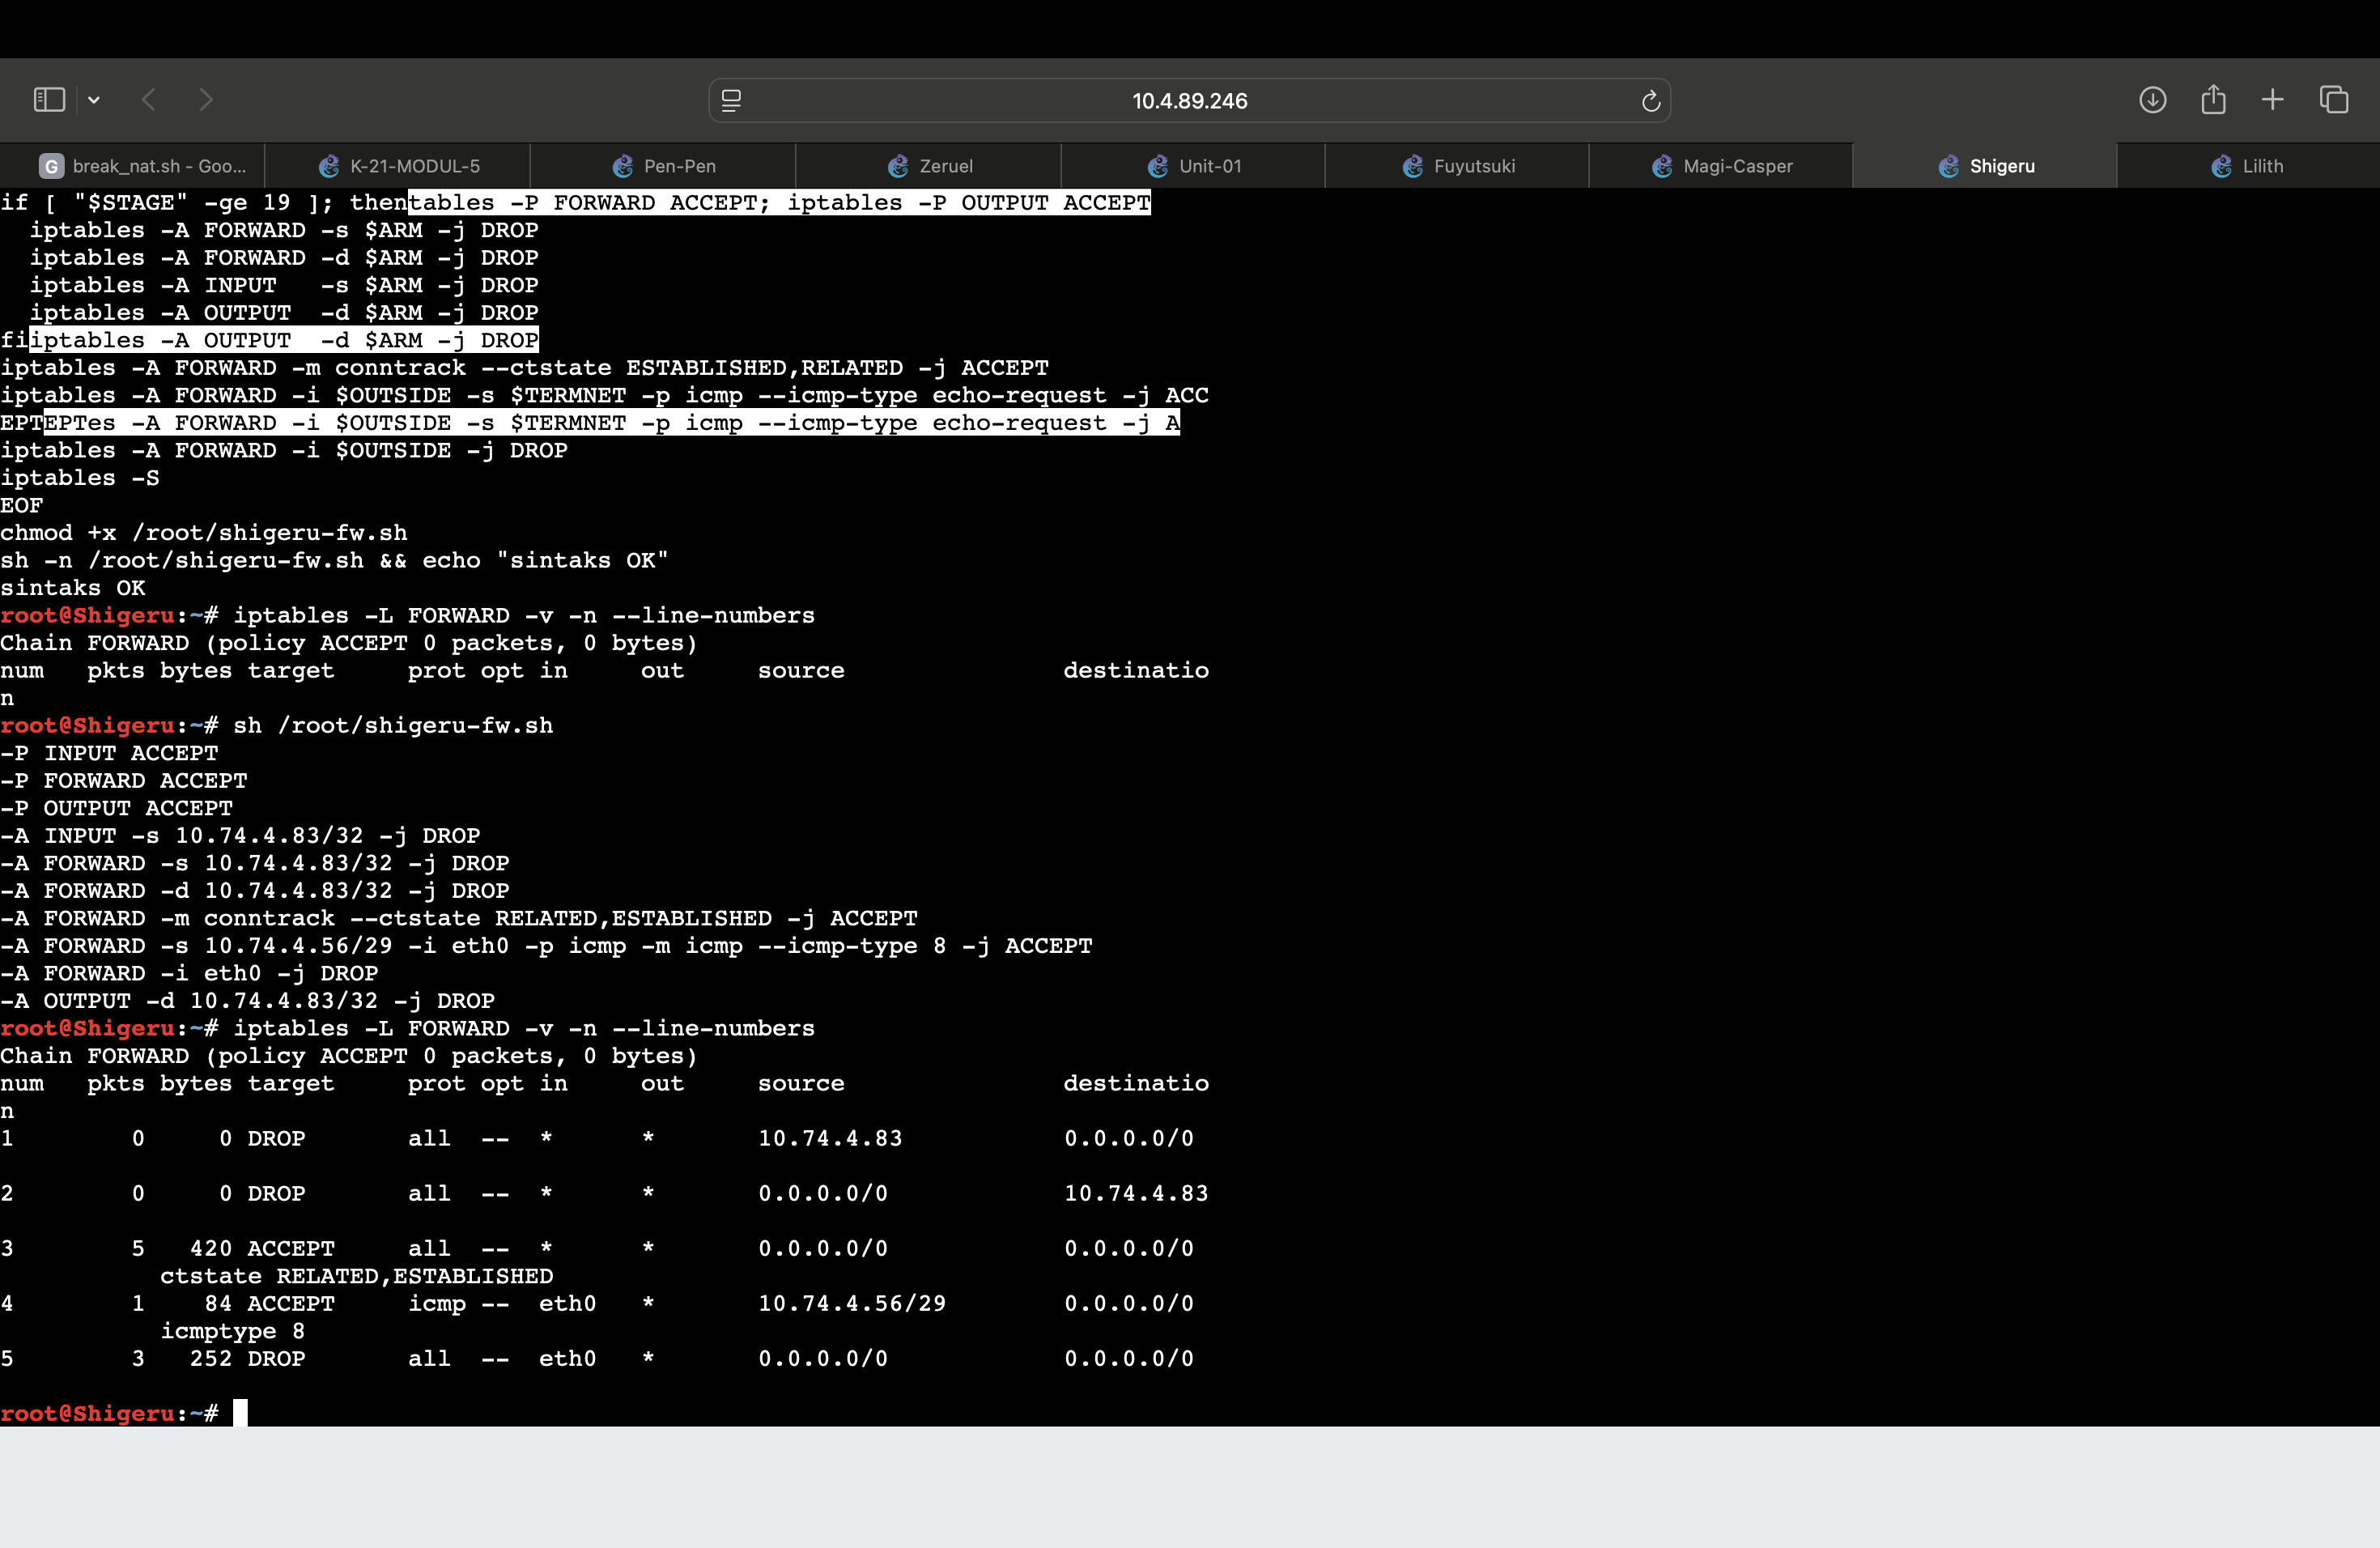 10.4.89.246
G break_nat.sh - Goo... K-21-MODUL-5 Pen-Pen Zeruel Unit-01 Fuyutsuki Magi-Casper Shigeru Lilith
if [ "$STAGE" -ge 19 ]; thentables -P FORWARD ACCEPT; iptables -P OUTPUT ACCEPT
  iptables -A FORWARD -s $ARM -j DROP
  iptables -A FORWARD -d $ARM -j DROP
  iptables -A INPUT   -s $ARM -j DROP
  iptables -A OUTPUT  -d $ARM -j DROP
fiiptables -A OUTPUT  -d $ARM -j DROP
iptables -A FORWARD -m conntrack --ctstate ESTABLISHED,RELATED -j ACCEPT
iptables -A FORWARD -i $OUTSIDE -s $TERMNET -p icmp --icmp-type echo-request -j ACC
EPTEPTes -A FORWARD -i $OUTSIDE -s $TERMNET -p icmp --icmp-type echo-request -j A
iptables -A FORWARD -i $OUTSIDE -j DROP
iptables -S
EOF
chmod +x /root/shigeru-fw.sh
sh -n /root/shigeru-fw.sh && echo "sintaks OK"
sintaks OK
root@Shigeru:~# iptables -L FORWARD -v -n --line-numbers
Chain FORWARD (policy ACCEPT 0 packets, 0 bytes)
num   pkts bytes target       prot opt in     out     source               destinatio
n
root@Shigeru:~# sh /root/shigeru-fw.sh
-P INPUT ACCEPT
-P FORWARD ACCEPT
-P OUTPUT ACCEPT
-A INPUT -s 10.74.4.83/32 -j DROP
-A FORWARD -s 10.74.4.83/32 -j DROP
-A FORWARD -d 10.74.4.83/32 -j DROP
-A FORWARD -m conntrack --ctstate RELATED,ESTABLISHED -j ACCEPT
-A FORWARD -s 10.74.4.56/29 -i eth0 -p icmp -m icmp --icmp-type 8 -j ACCEPT
-A FORWARD -i eth0 -j DROP
-A OUTPUT -d 10.74.4.83/32 -j DROP
root@Shigeru:~# iptables -L FORWARD -v -n --line-numbers
Chain FORWARD (policy ACCEPT 0 packets, 0 bytes)
num   pkts bytes target       prot opt in     out     source               destinatio
n
1        0     0 DROP       all  --  *      *       10.74.4.83           0.0.0.0/0
2        0     0 DROP       all  --  *      *       0.0.0.0/0            10.74.4.83
3        5   420 ACCEPT     all  --  *      *       0.0.0.0/0            0.0.0.0/0
           ctstate RELATED,ESTABLISHED
4        1    84 ACCEPT     icmp --  eth0   *       10.74.4.56/29        0.0.0.0/0
           icmptype 8
5        3   252 DROP       all  --  eth0   *       0.0.0.0/0            0.0.0.0/0
root@Shigeru:~#